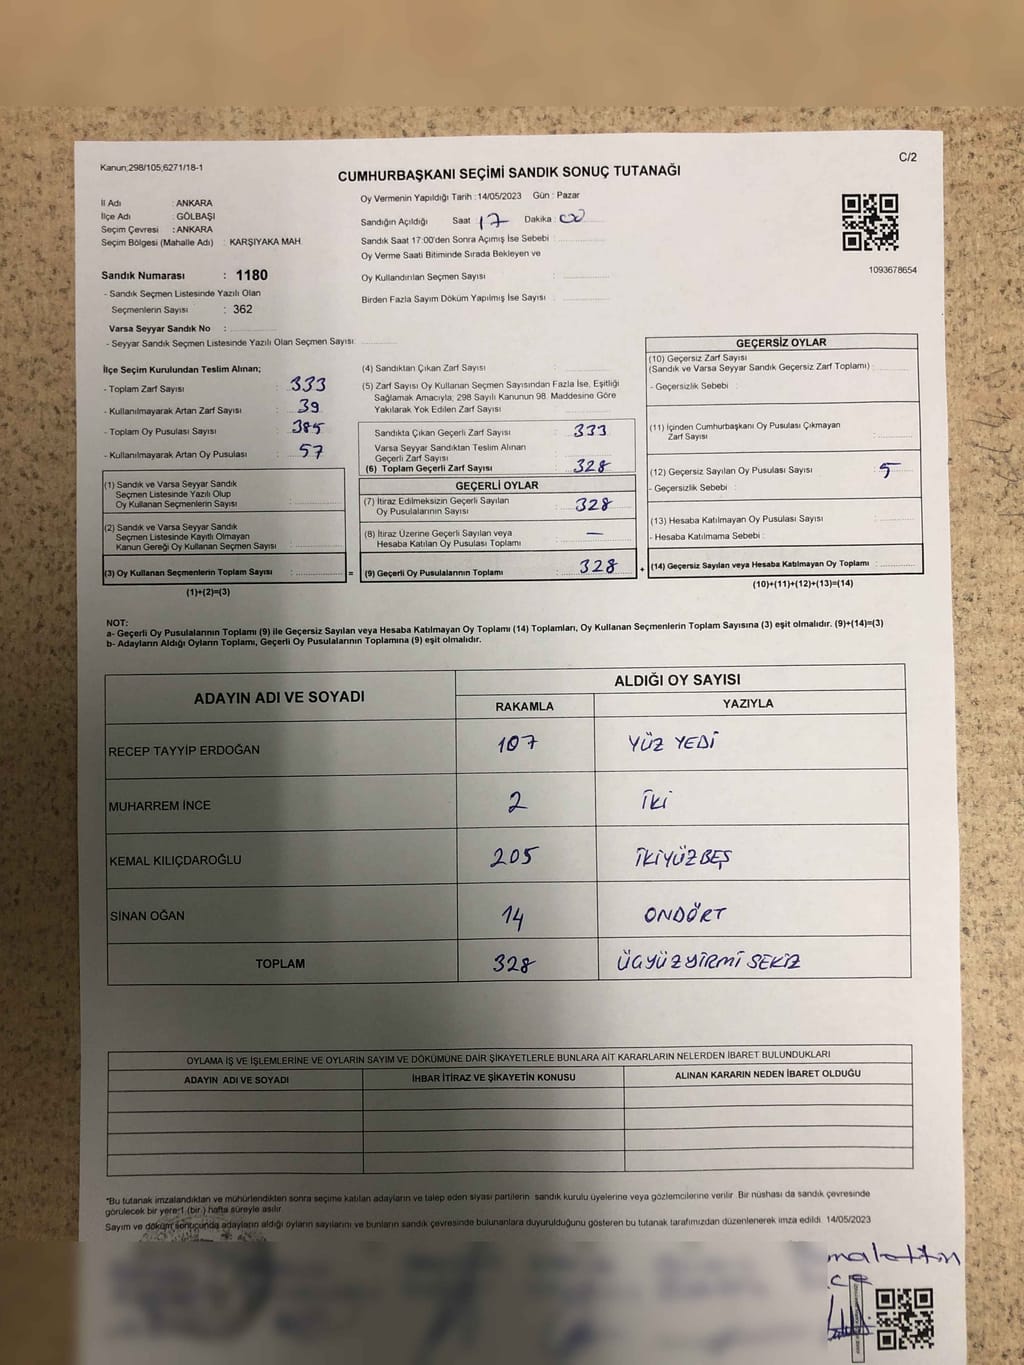 Kanun;298/105;6271/18-1
C/2
CUMHURBAŞKANI SEÇİMİ SANDIK SONUÇ TUTANAĞI
İl Adı : ANKARA
İlçe Adı : GÖLBAŞI
Seçim Çevresi : ANKARA
Seçim Bölgesi (Mahalle Adı) : KARŞIYAKA MAH.
Sandık Numarası : 1180
- Sandık Seçmen Listesinde Yazılı Olan
Seçmenlerin Sayısı : 362
Varsa Seyyar Sandık No :
- Seyyar Sandık Seçmen Listesinde Yazılı Olan Seçmen Sayısı:
Oy Vermenin Yapıldığı Tarih : 14/05/2023 Gün : Pazar
Sandığın Açıldığı Saat 17 Dakika : 00
Sandık Saat 17:00'den Sonra Açımış İse Sebebi :
Oy Verme Saati Bitiminde Sırada Bekleyen ve
Oy Kullandırılan Seçmen Sayısı :
Birden Fazla Sayım Döküm Yapılmış İse Sayısı :
1093678654
İlçe Seçim Kurulundan Teslim Alınan;
- Toplam Zarf Sayısı : 333
- Kullanılmayarak Artan Zarf Sayısı : 39
- Toplam Oy Pusulası Sayısı : 385
- Kullanılmayarak Artan Oy Pusulası : 57
(1) Sandık ve Varsa Seyyar Sandık
Seçmen Listesinde Yazılı Olup
Oy Kullanan Seçmenlerin Sayısı :
(2) Sandık ve Varsa Seyyar Sandık
Seçmen Listesinde Kayıtlı Olmayan
Kanun Gereği Oy Kullanan Seçmen Sayısı :
(3) Oy Kullanan Seçmenlerin Toplam Sayısı :
(1)+(2)=(3)
(4) Sandıktan Çıkan Zarf Sayısı :
(5) Zarf Sayısı Oy Kullanan Seçmen Sayısından Fazla İse, Eşitliği
Sağlamak Amacıyla; 298 Sayılı Kanunun 98. Maddesine Göre
Yakılarak Yok Edilen Zarf Sayısı :
Sandıkta Çıkan Geçerli Zarf Sayısı : 333
Varsa Seyyar Sandıktan Teslim Alınan
Geçerli Zarf Sayısı :
(6) Toplam Geçerli Zarf Sayısı : 328
GEÇERLİ OYLAR
(7) İtiraz Edilmeksizin Geçerli Sayılan
Oy Pusulalarının Sayısı : 328
(8) İtiraz Üzerine Geçerli Sayılan veya
Hesaba Katılan Oy Pusulası Toplamı : —
= (9) Geçerli Oy Pusulalarının Toplamı : 328 +
GEÇERSİZ OYLAR
(10) Geçersiz Zarf Sayısı
(Sandık ve Varsa Seyyar Sandık Geçersiz Zarf Toplamı) :
- Geçersizlik Sebebi :
(11) İçinden Cumhurbaşkanı Oy Pusulası Çıkmayan
Zarf Sayısı :
(12) Geçersiz Sayılan Oy Pusulası Sayısı : 5
- Geçersizlik Sebebi :
(13) Hesaba Katılmayan Oy Pusulası Sayısı :
- Hesaba Katılmama Sebebi :
(14) Geçersiz Sayılan veya Hesaba Katılmayan Oy Toplamı :
(10)+(11)+(12)+(13)=(14)
NOT:
a- Geçerli Oy Pusulalarının Toplamı (9) ile Geçersiz Sayılan veya Hesaba Katılmayan Oy Toplamı (14) Toplamları, Oy Kullanan Seçmenlerin Toplam Sayısına (3) eşit olmalıdır. (9)+(14)=(3)
b- Adayların Aldığı Oyların Toplamı, Geçerli Oy Pusulalarının Toplamına (9) eşit olmalıdır.
ADAYIN ADI VE SOYADI ALDIĞI OY SAYISI
RAKAMLA YAZIYLA
RECEP TAYYİP ERDOĞAN 107 YÜZ YEDİ
MUHARREM İNCE 2 İKİ
KEMAL KILIÇDAROĞLU 205 İKİYÜZBEŞ
SİNAN OĞAN 14 ONDÖRT
TOPLAM 328 ÜÇYÜZYİRMİ SEKİZ
OYLAMA İŞ VE İŞLEMLERİNE VE OYLARIN SAYIM VE DÖKÜMÜNE DAİR ŞİKAYETLERLE BUNLARA AİT KARARLARIN NELERDEN İBARET BULUNDUKLARI
ADAYIN ADI VE SOYADI İHBAR İTİRAZ VE ŞİKAYETİN KONUSU ALINAN KARARIN NEDEN İBARET OLDUĞU
*Bu tutanak imzalandıktan ve mühürlendikten sonra seçime katılan adayların ve talep eden siyasi partilerin sandık kurulu üyelerine veya gözlemcilerine verilir. Bir nüshası da sandık çevresinde
görülecek bir yere 1 (bir ) hafta süreyle asılır.
Sayım ve döküm sonucunda adayların aldığı oyların sayılarını ve bunların sandık çevresinde bulunanlara duyurulduğunu gösteren bu tutanak tarafımızdan düzenlenerek imza edildi. 14/05/2023